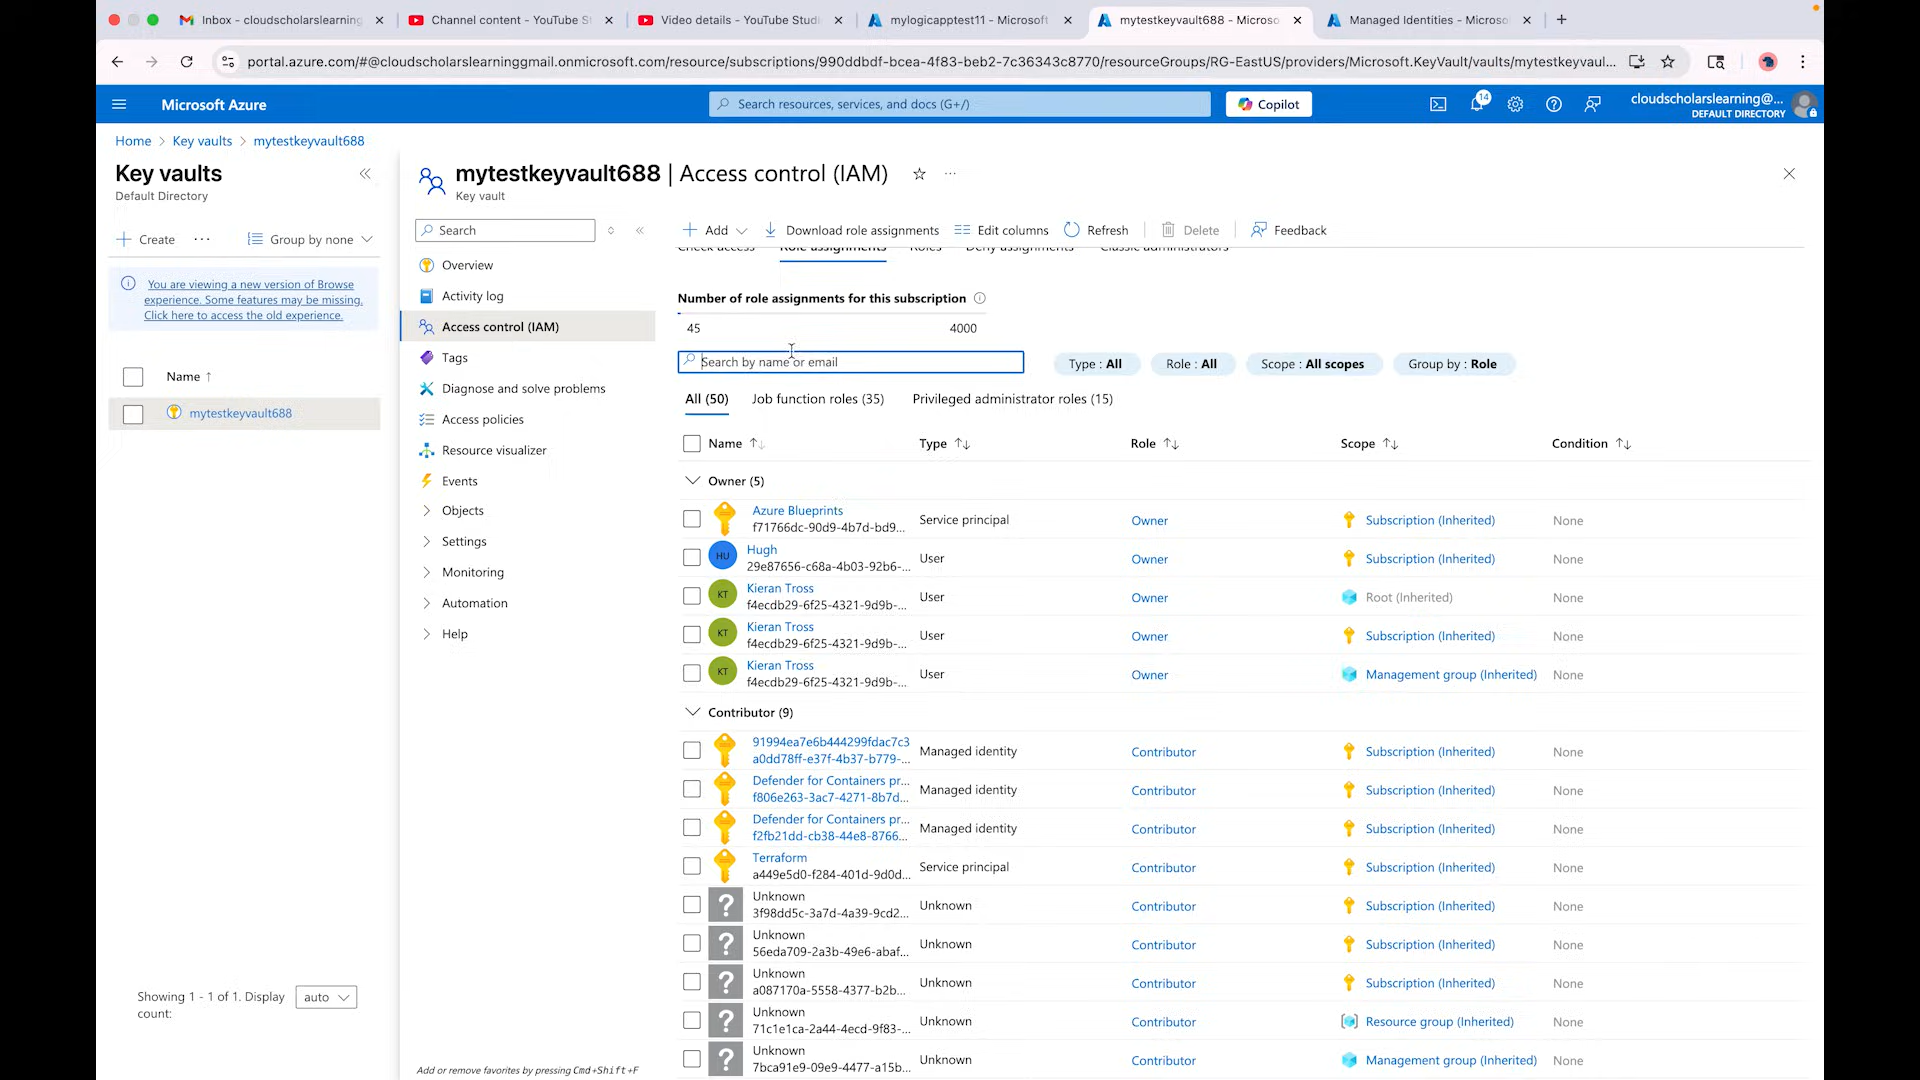 Inbox - cloudscholarslearning
Channel content - YouTube St
Video details - YouTube Studi
mylogicapptest11 - Microsoft
mytestkeyvault688 - Microso
Managed Identities - Microso
portal.azure.com/#@cloudscholarslearninggmail.onmicrosoft.com/resource/subscriptions/990ddbdf-bcea-4f83-beb2-7c36343c8770/resourceGroups/RG-EastUS/providers/Microsoft.KeyVault/vaults/mytestkeyvaul...
Microsoft Azure
Search resources, services, and docs (G+/)
Copilot
14
cloudscholarslearning@...
DEFAULT DIRECTORY
Home > Key vaults > mytestkeyvault688
Key vaults
Default Directory
Create
Group by none
You are viewing a new version of Browse
experience. Some features may be missing.
Click here to access the old experience.
Name ↑
mytestkeyvault688
Showing 1 - 1 of 1. Display
count:
auto
mytestkeyvault688 | Access control (IAM)
Key vault
Search
Overview
Activity log
Access control (IAM)
Tags
Diagnose and solve problems
Access policies
Resource visualizer
Events
Objects
Settings
Monitoring
Automation
Help
Add or remove favorites by pressing Cmd+Shift+F
Add
Download role assignments
Edit columns
Refresh
Delete
Feedback
Check access
Role assignments
Roles
Deny assignments
Classic administrators
Number of role assignments for this subscription
45
4000
Search by name or email
Type : All
Role : All
Scope : All scopes
Group by : Role
All (50)
Job function roles (35)
Privileged administrator roles (15)
Name ↑↓ Type ↑↓ Role ↑↓ Scope ↑↓ Condition ↑↓
Owner (5)
Azure Blueprints
f71766dc-90d9-4b7d-bd9...
Service principal Owner Subscription (Inherited) None
HU
Hugh
29e87656-c68a-4b03-92b6-...
User Owner Subscription (Inherited) None
KT
Kieran Tross
f4ecdb29-6f25-4321-9d9b-...
User Owner Root (Inherited) None
KT
Kieran Tross
f4ecdb29-6f25-4321-9d9b-...
User Owner Subscription (Inherited) None
KT
Kieran Tross
f4ecdb29-6f25-4321-9d9b-...
User Owner Management group (Inherited) None
Contributor (9)
91994ea7e6b444299fdac7c3
a0dd78ff-e37f-4b37-b779-...
Managed identity Contributor Subscription (Inherited) None
Defender for Containers pr...
f806e263-3ac7-4271-8b7d...
Managed identity Contributor Subscription (Inherited) None
Defender for Containers pr...
f2fb21dd-cb38-44e8-8766...
Managed identity Contributor Subscription (Inherited) None
Terraform
a449e5d0-f284-401d-9d0d...
Service principal Contributor Subscription (Inherited) None
Unknown
3f98dd5c-3a7d-4a39-9cd2...
Unknown Contributor Subscription (Inherited) None
Unknown
56eda709-2a3b-49e6-abaf...
Unknown Contributor Subscription (Inherited) None
Unknown
a087170a-5558-4377-b2b...
Unknown Contributor Subscription (Inherited) None
Unknown
71c1e1ca-2a44-4ecd-9f83-...
Unknown Contributor Resource group (Inherited) None
Unknown
7bca91e9-09e9-4477-a15b...
Unknown Contributor Management group (Inherited) None